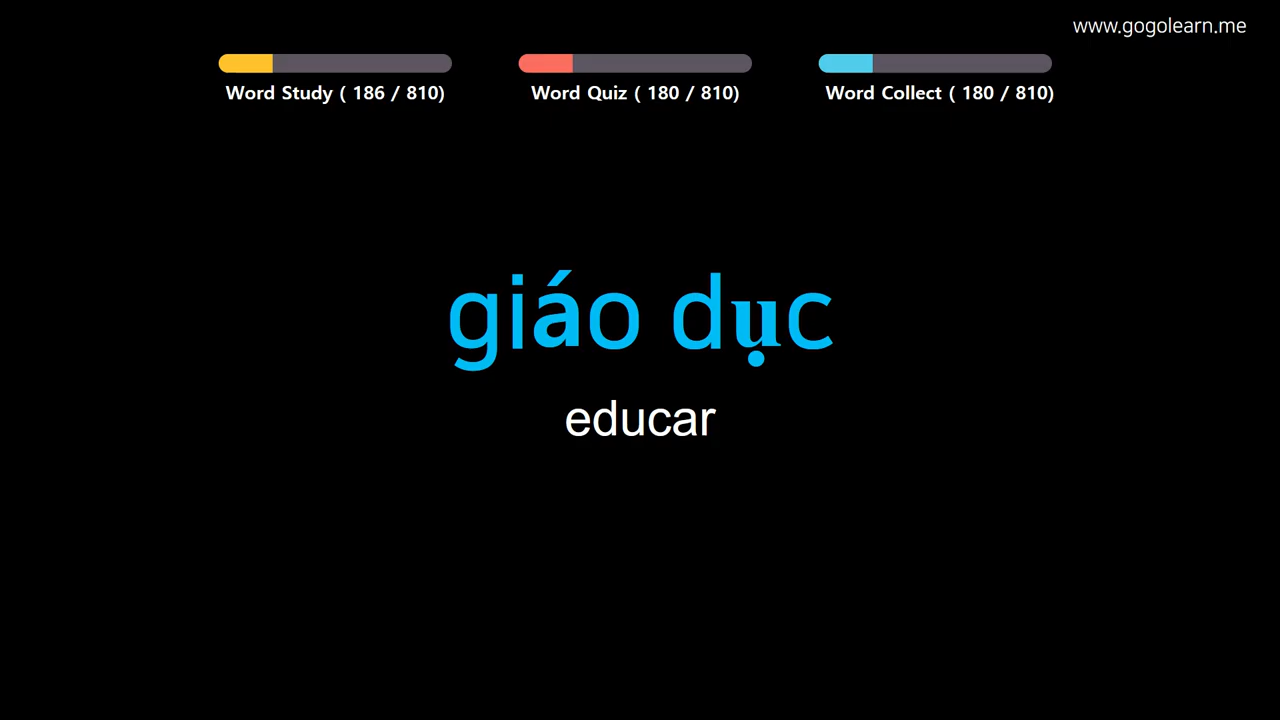 www.gogolearn.me
Word Study ( 186 / 810)
Word Quiz ( 180 / 810)
Word Collect ( 180 / 810)
giáo dục
educar